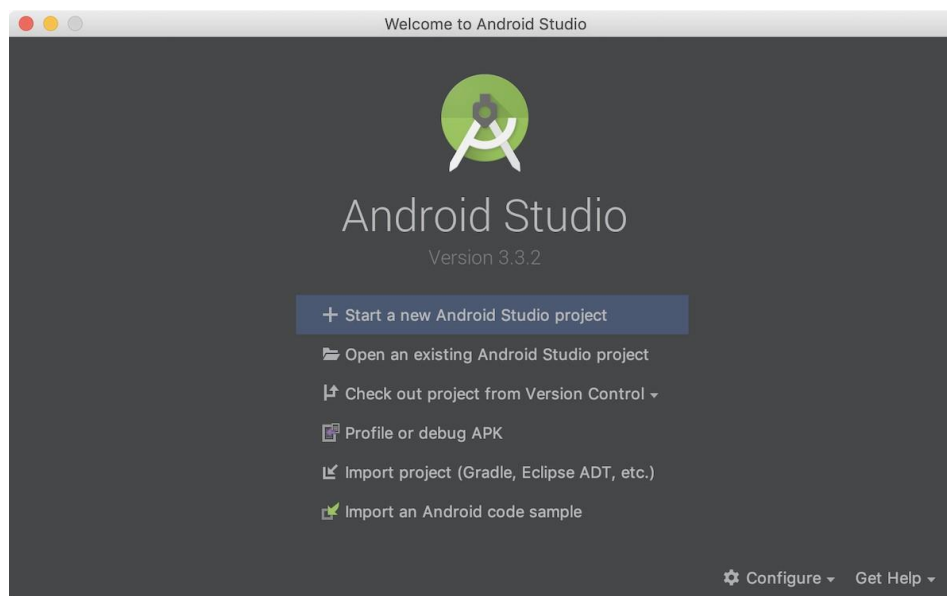 Welcome to Android Studio
Android Studio
Version 3.3.2
Start a new Android Studio project
Open an existing Android Studio project
Check out project from Version Control
Profile or debug APK
Import project (Gradle, Eclipse ADT, etc.)
Import an Android code sample
Configure Get Help